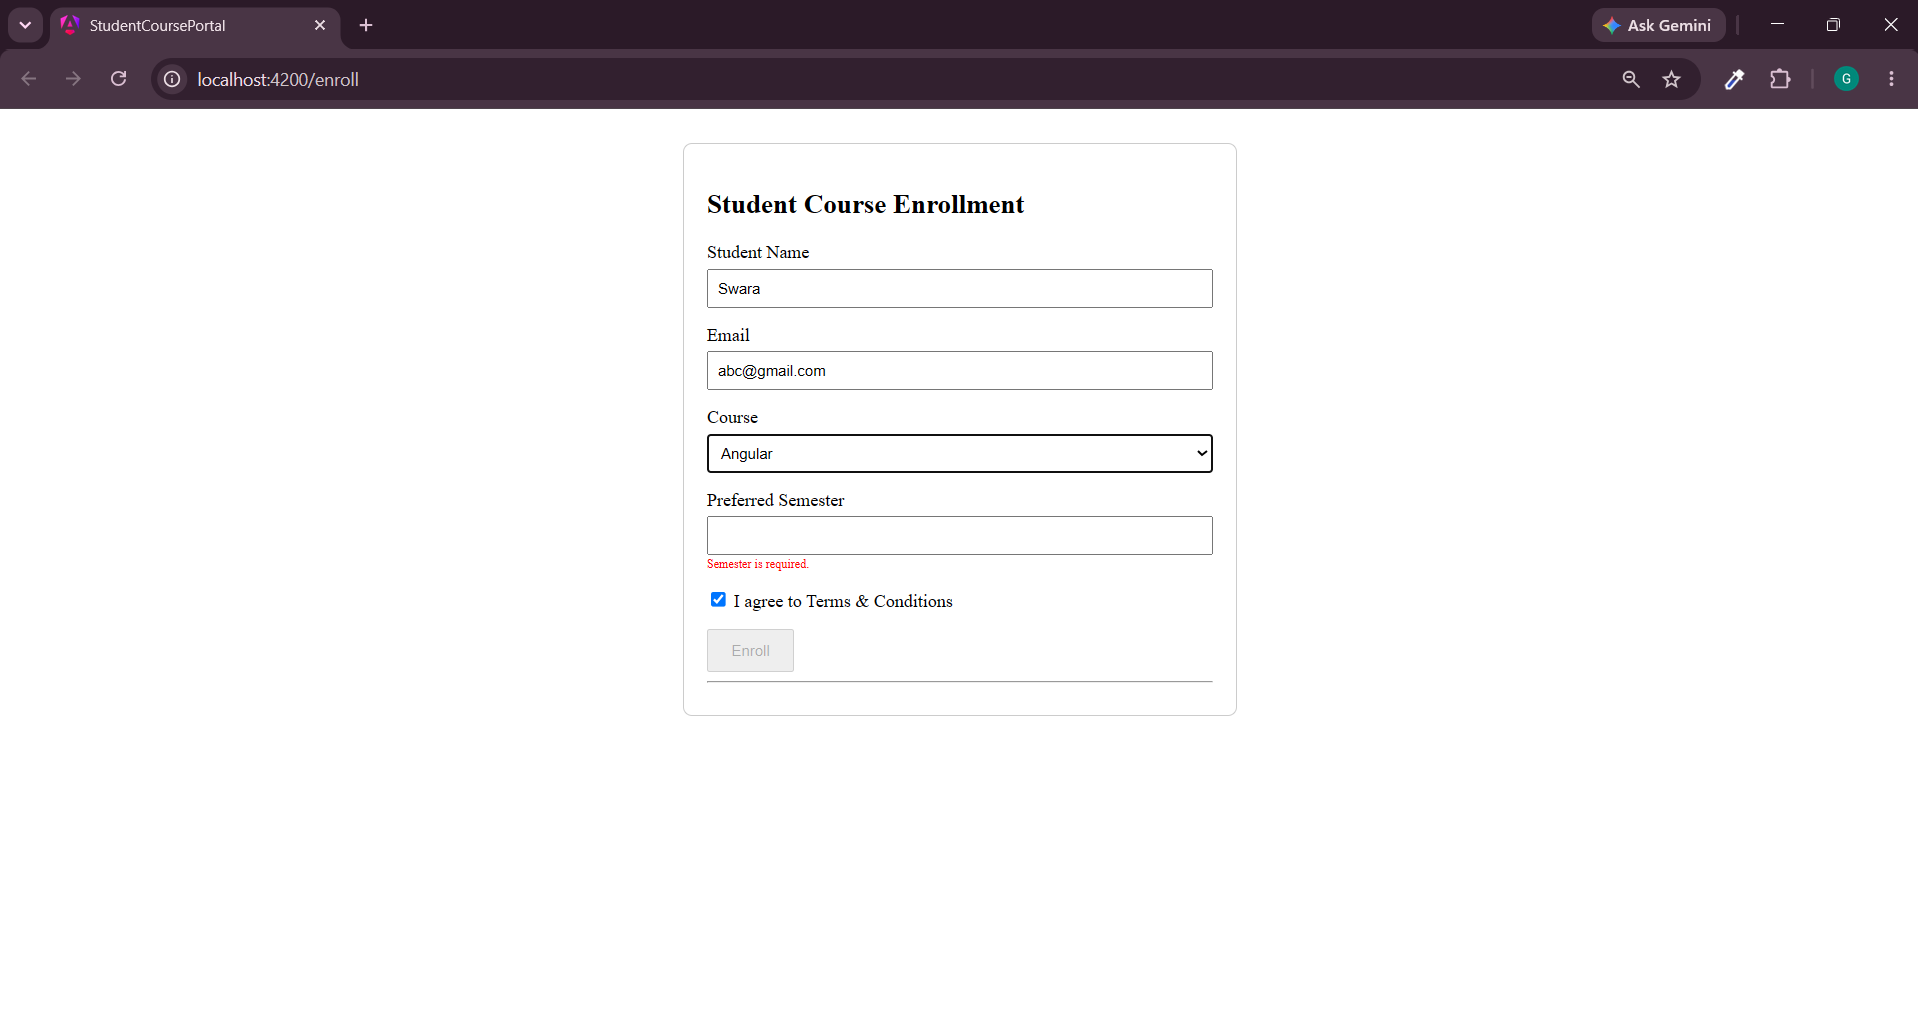 StudentCoursePortal
Ask Gemini
localhost:4200/enroll
G
Student Course Enrollment
Student Name
Swara
Email
abc@gmail.com
Course
Angular
Preferred Semester
Semester is required.
I agree to Terms & Conditions
Enroll